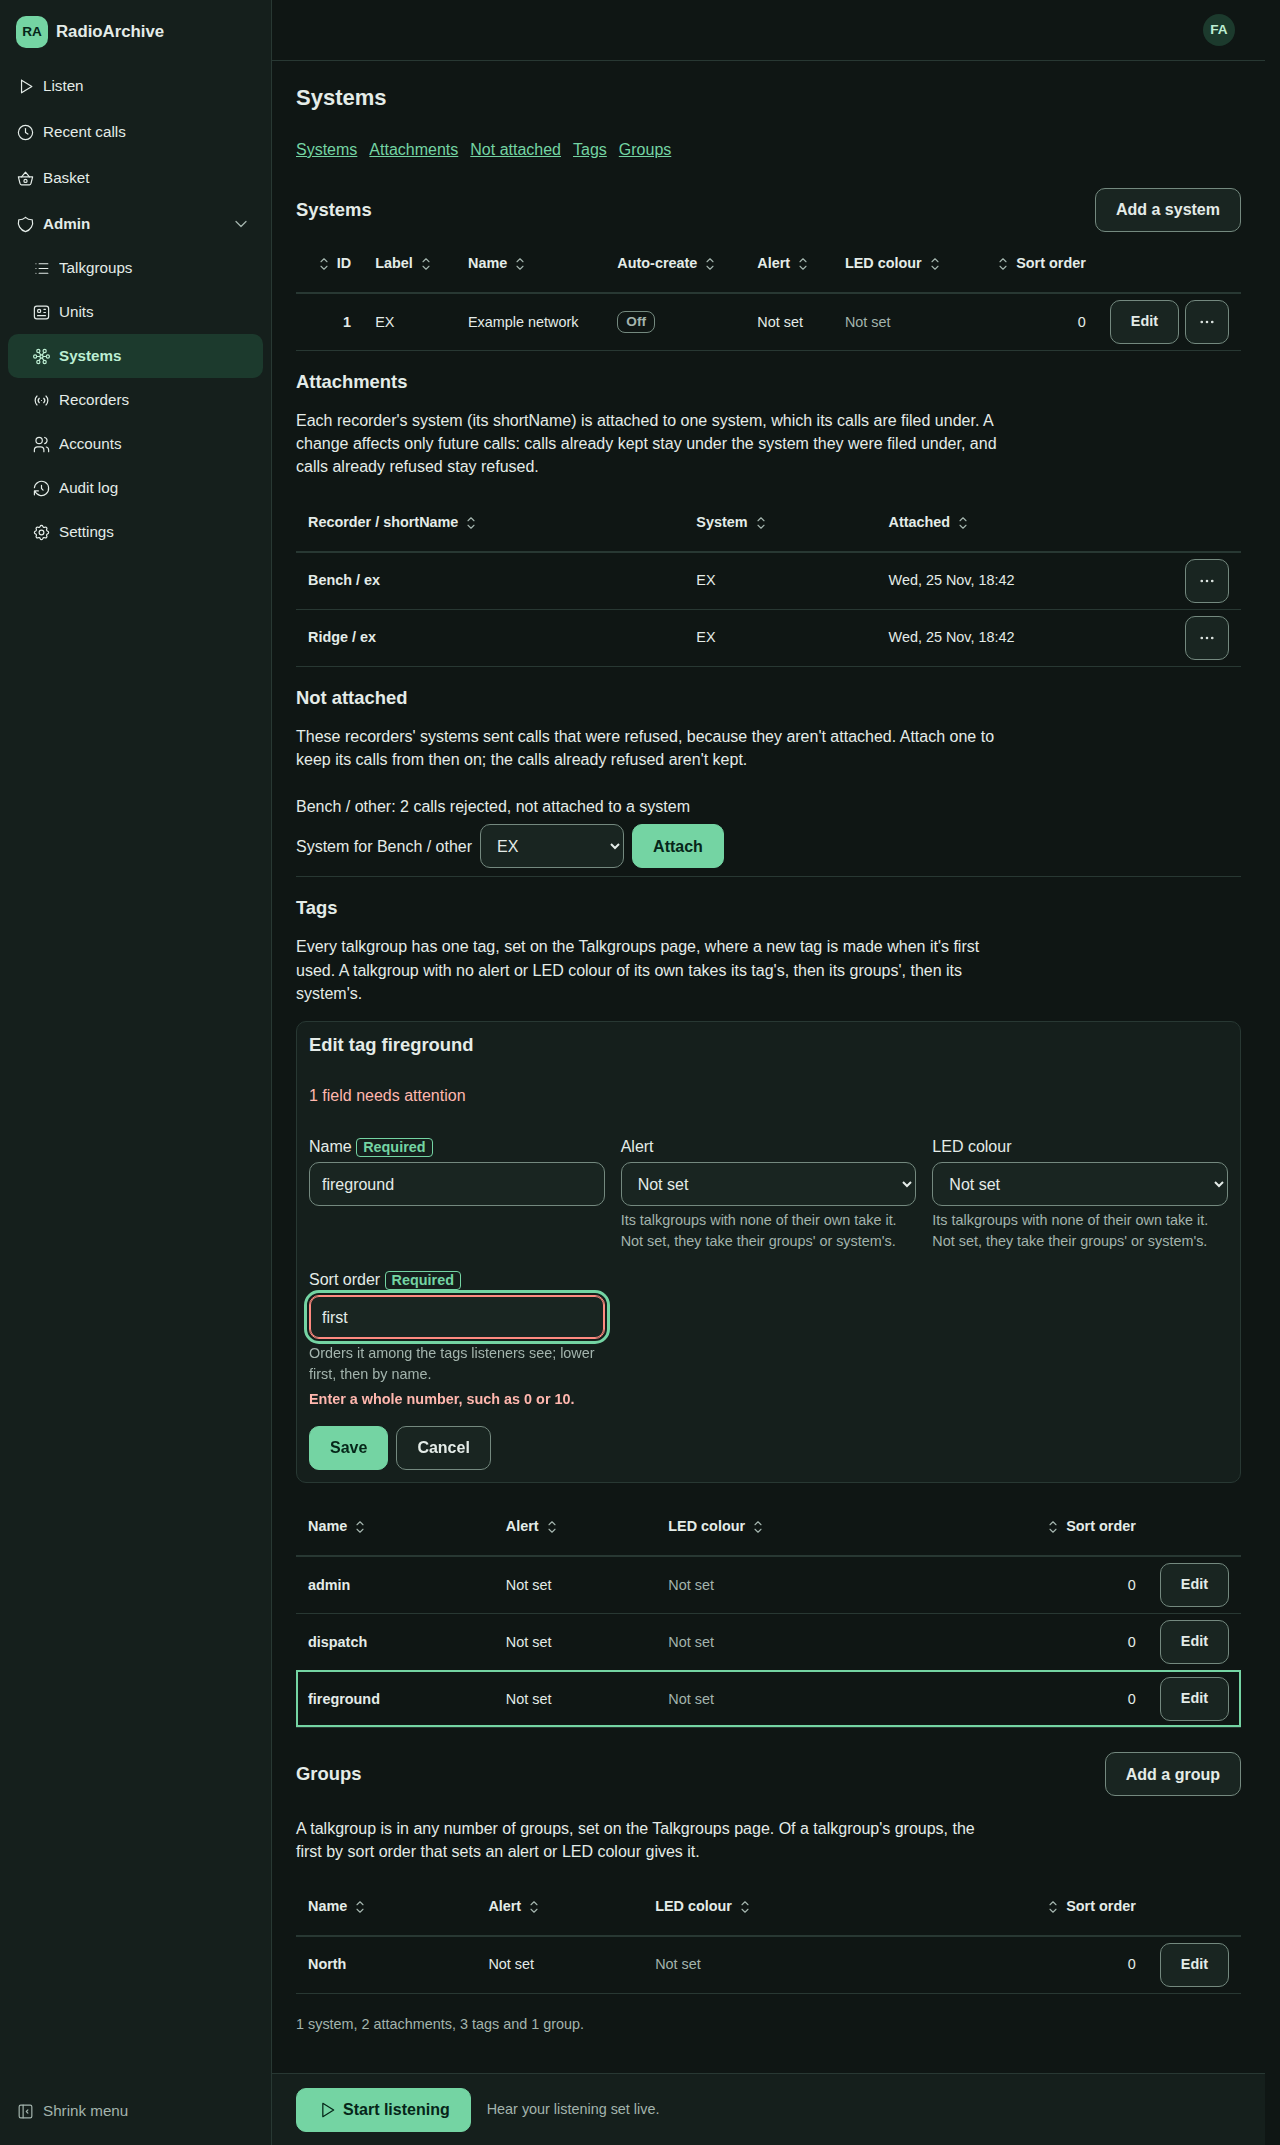 RA RadioArchive
FA
Listen
Recent calls
Basket
Admin
Talkgroups
Units
Systems
Recorders
Accounts
Audit log
Settings
Shrink menu
Systems
Systems Attachments Not attached Tags Groups
Systems
Add a system
ID Label Name Auto-create Alert LED colour Sort order
1 EX Example network Off Not set Not set 0 Edit ...
Attachments
Each recorder's system (its shortName) is attached to one system, which its calls are filed under. A
change affects only future calls: calls already kept stay under the system they were filed under, and
calls already refused stay refused.
Recorder / shortName System Attached
Bench / ex EX Wed, 25 Nov, 18:42 ...
Ridge / ex EX Wed, 25 Nov, 18:42 ...
Not attached
These recorders' systems sent calls that were refused, because they aren't attached. Attach one to
keep its calls from then on; the calls already refused aren't kept.
Bench / other: 2 calls rejected, not attached to a system
System for Bench / other EX Attach
Tags
Every talkgroup has one tag, set on the Talkgroups page, where a new tag is made when it's first
used. A talkgroup with no alert or LED colour of its own takes its tag's, then its groups', then its
system's.
Edit tag fireground
1 field needs attention
Name Required Alert LED colour
fireground Not set Not set
Its talkgroups with none of their own take it. Its talkgroups with none of their own take it.
Not set, they take their groups' or system's. Not set, they take their groups' or system's.
Sort order Required
first
Orders it among the tags listeners see; lower
first, then by name.
Enter a whole number, such as 0 or 10.
Save Cancel
Name Alert LED colour Sort order
admin Not set Not set 0 Edit
dispatch Not set Not set 0 Edit
fireground Not set Not set 0 Edit
Groups
Add a group
A talkgroup is in any number of groups, set on the Talkgroups page. Of a talkgroup's groups, the
first by sort order that sets an alert or LED colour gives it.
Name Alert LED colour Sort order
North Not set Not set 0 Edit
1 system, 2 attachments, 3 tags and 1 group.
Start listening Hear your listening set live.